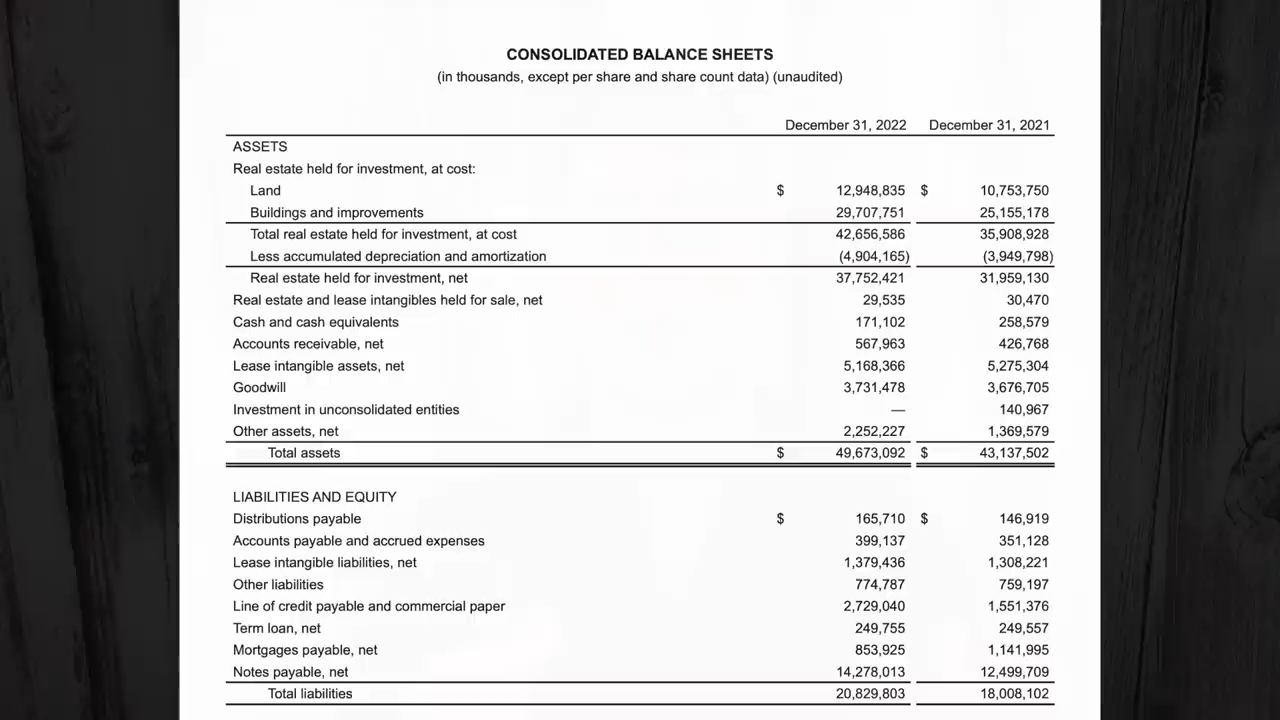 CONSOLIDATED BALANCE SHEETS
(in thousands, except per share and share count data) (unaudited)
December 31, 2022 December 31, 2021
ASSETS
Real estate held for investment, at cost:
Land $ 12,948,835 $ 10,753,750
Buildings and improvements 29,707,751 25,155,178
Total real estate held for investment, at cost 42,656,586 35,908,928
Less accumulated depreciation and amortization (4,904,165) (3,949,798)
Real estate held for investment, net 37,752,421 31,959,130
Real estate and lease intangibles held for sale, net 29,535 30,470
Cash and cash equivalents 171,102 258,579
Accounts receivable, net 567,963 426,768
Lease intangible assets, net 5,168,366 5,275,304
Goodwill 3,731,478 3,676,705
Investment in unconsolidated entities — 140,967
Other assets, net 2,252,227 1,369,579
Total assets $ 49,673,092 $ 43,137,502
LIABILITIES AND EQUITY
Distributions payable $ 165,710 $ 146,919
Accounts payable and accrued expenses 399,137 351,128
Lease intangible liabilities, net 1,379,436 1,308,221
Other liabilities 774,787 759,197
Line of credit payable and commercial paper 2,729,040 1,551,376
Term loan, net 249,755 249,557
Mortgages payable, net 853,925 1,141,995
Notes payable, net 14,278,013 12,499,709
Total liabilities 20,829,803 18,008,102